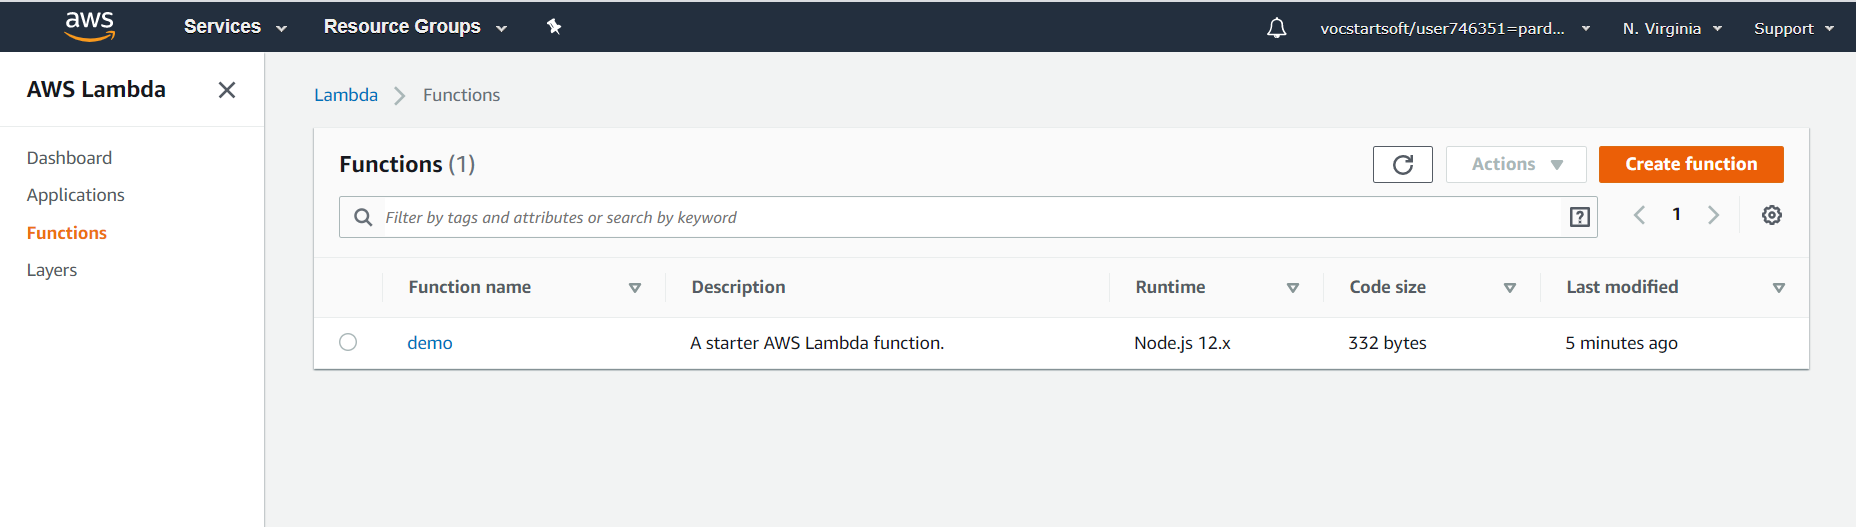 aws Services Resource Groups vocstartsoft/user746351=pard... N. Virginia Support
AWS Lambda
Dashboard
Applications
Functions
Layers
Lambda Functions
Functions (1) Actions Create function
Filter by tags and attributes or search by keyword ? 1
Function name Description Runtime Code size Last modified
demo A starter AWS Lambda function. Node.js 12.x 332 bytes 5 minutes ago